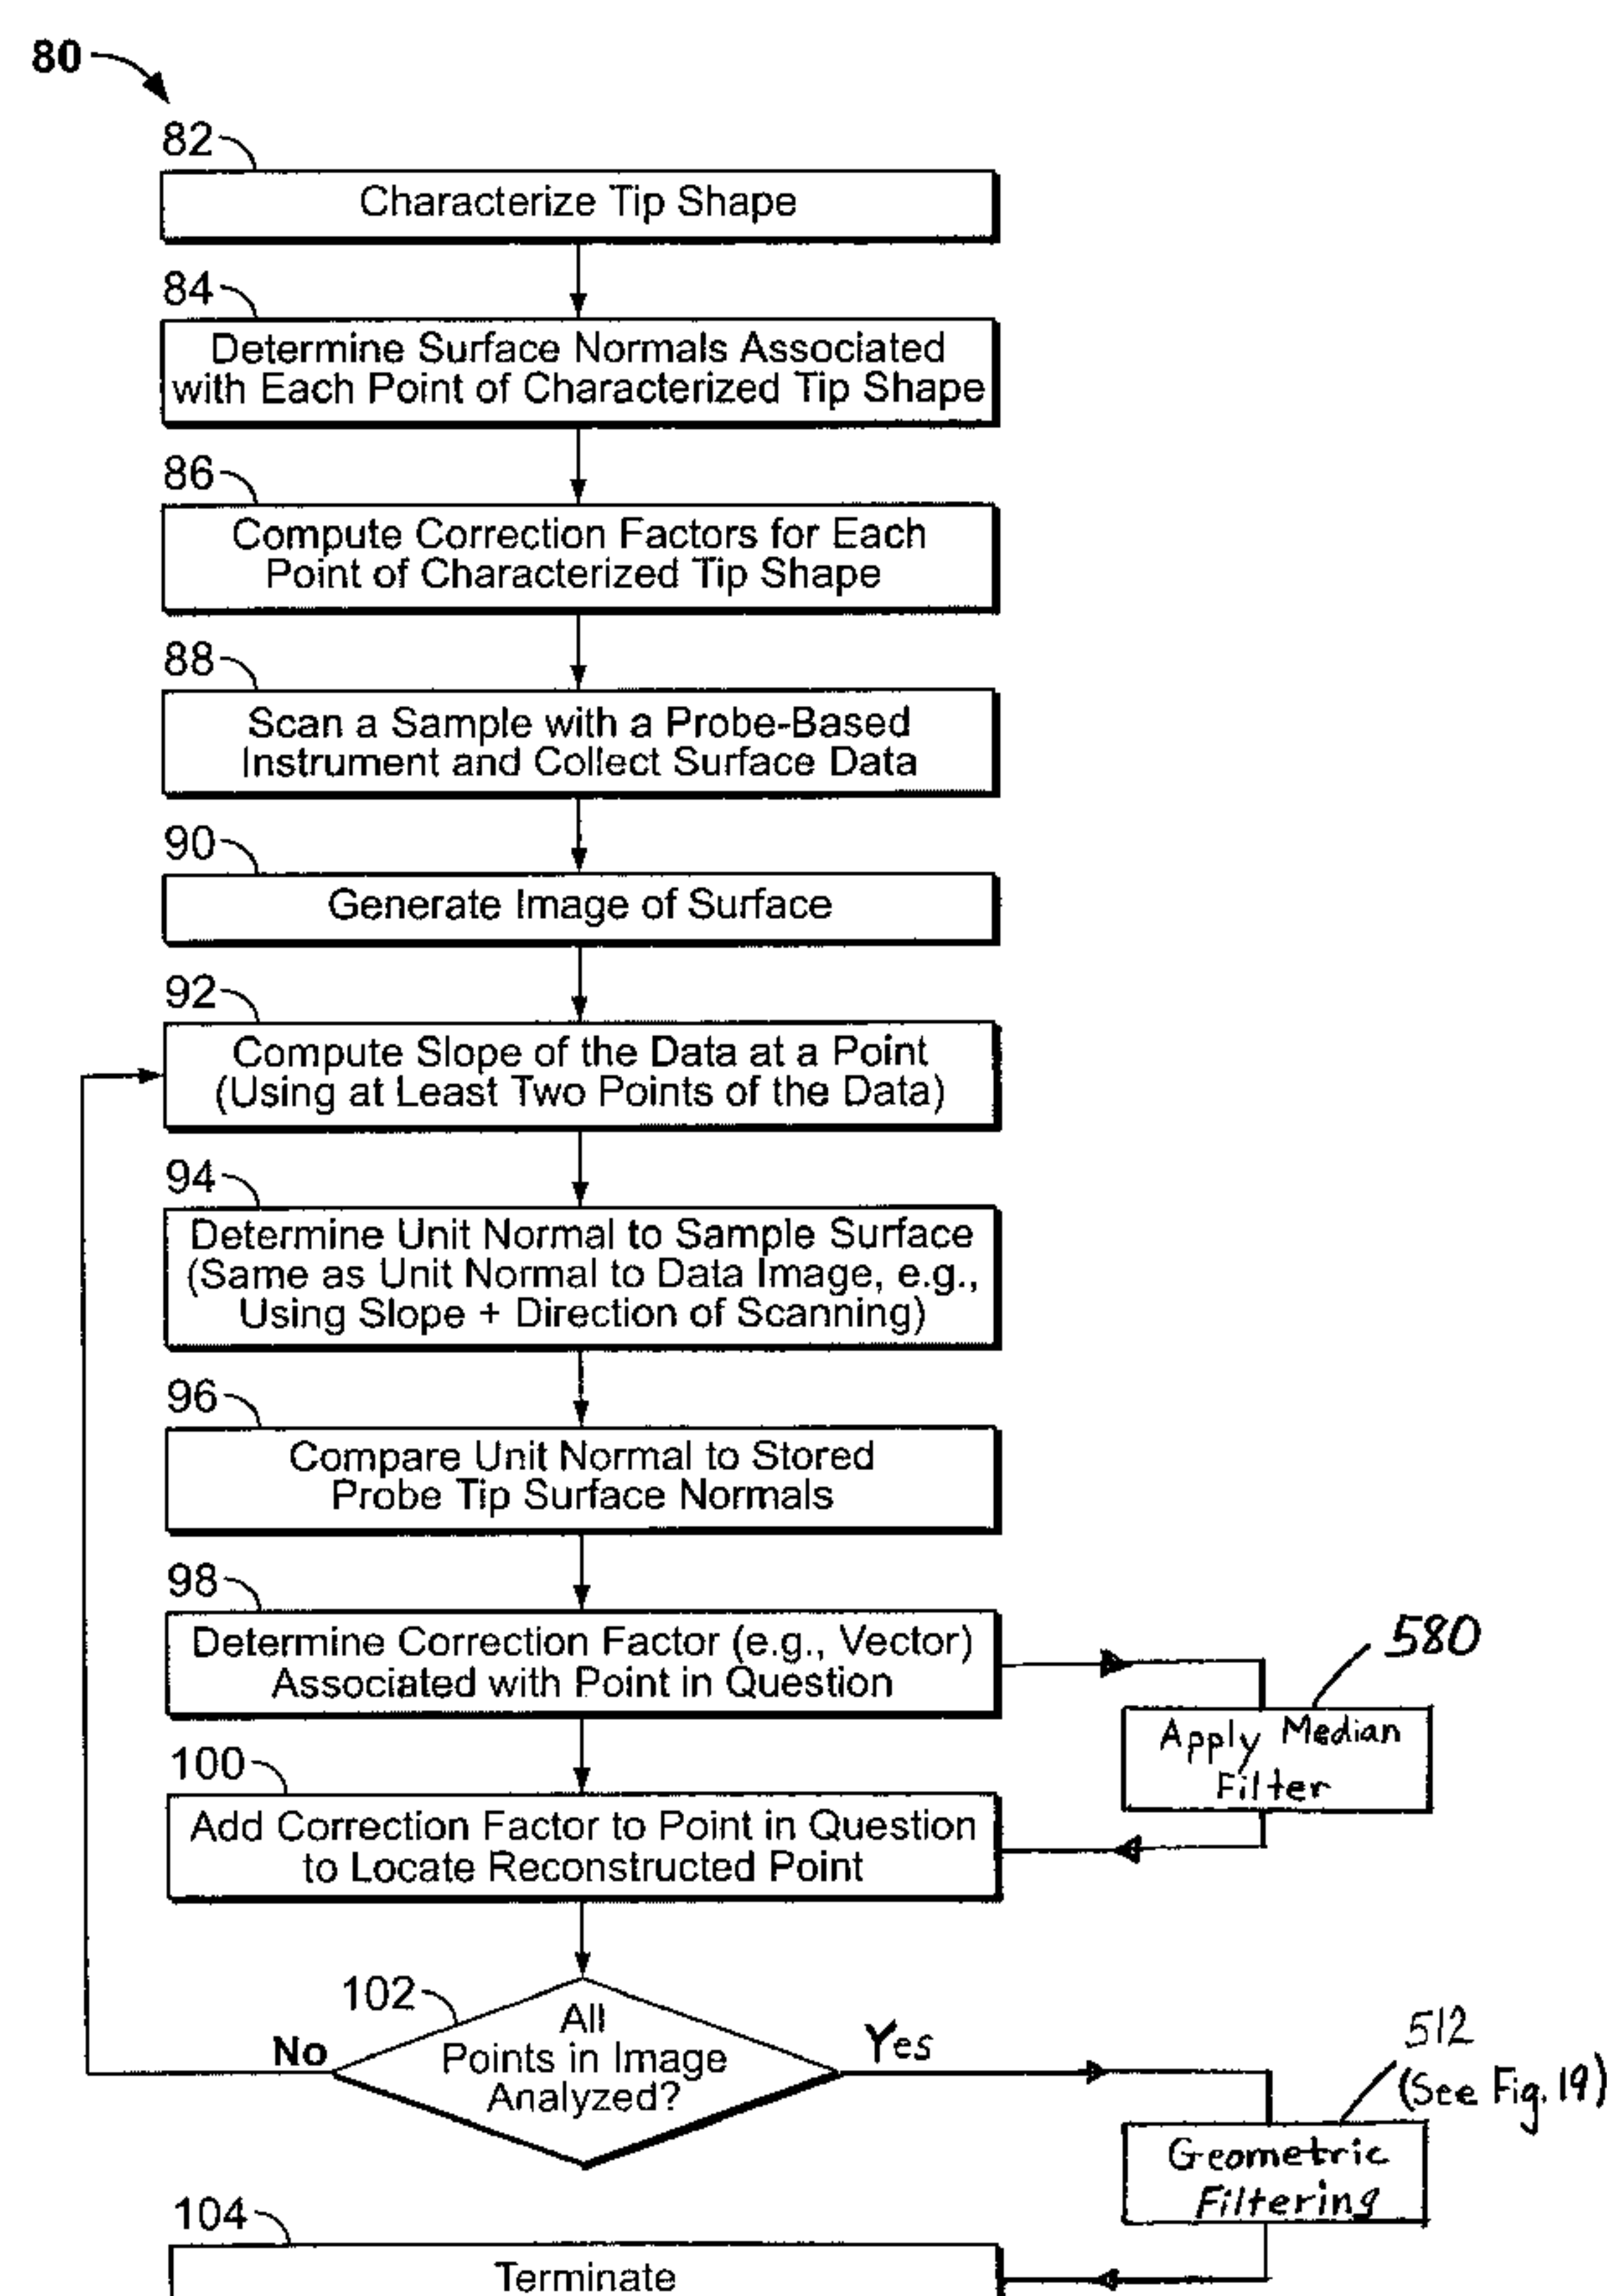 80
82
Characterize Tip Shape
84
Determine Surface Normals Associated
with Each Point of Characterized Tip Shape
86
Compute Correction Factors for Each
Point of Characterized Tip Shape
88
Scan a Sample with a Probe-Based
Instrument and Collect Surface Data
90
Generate Image of Surface
92
Compute Slope of the Data at a Point
(Using at Least Two Points of the Data)
94
Determine Unit Normal to Sample Surface
(Same as Unit Normal to Data Image, e.g.,
Using Slope + Direction of Scanning)
96
Compare Unit Normal to Stored
Probe Tip Surface Normals
98
Determine Correction Factor (e.g., Vector)
Associated with Point in Question
580
Apply Median
Filter
100
Add Correction Factor to Point in Question
to Locate Reconstructed Point
102
All
Points in Image
Analyzed?
No
Yes
512
(See Fig. 19)
Geometric
Filtering
104
Terminate